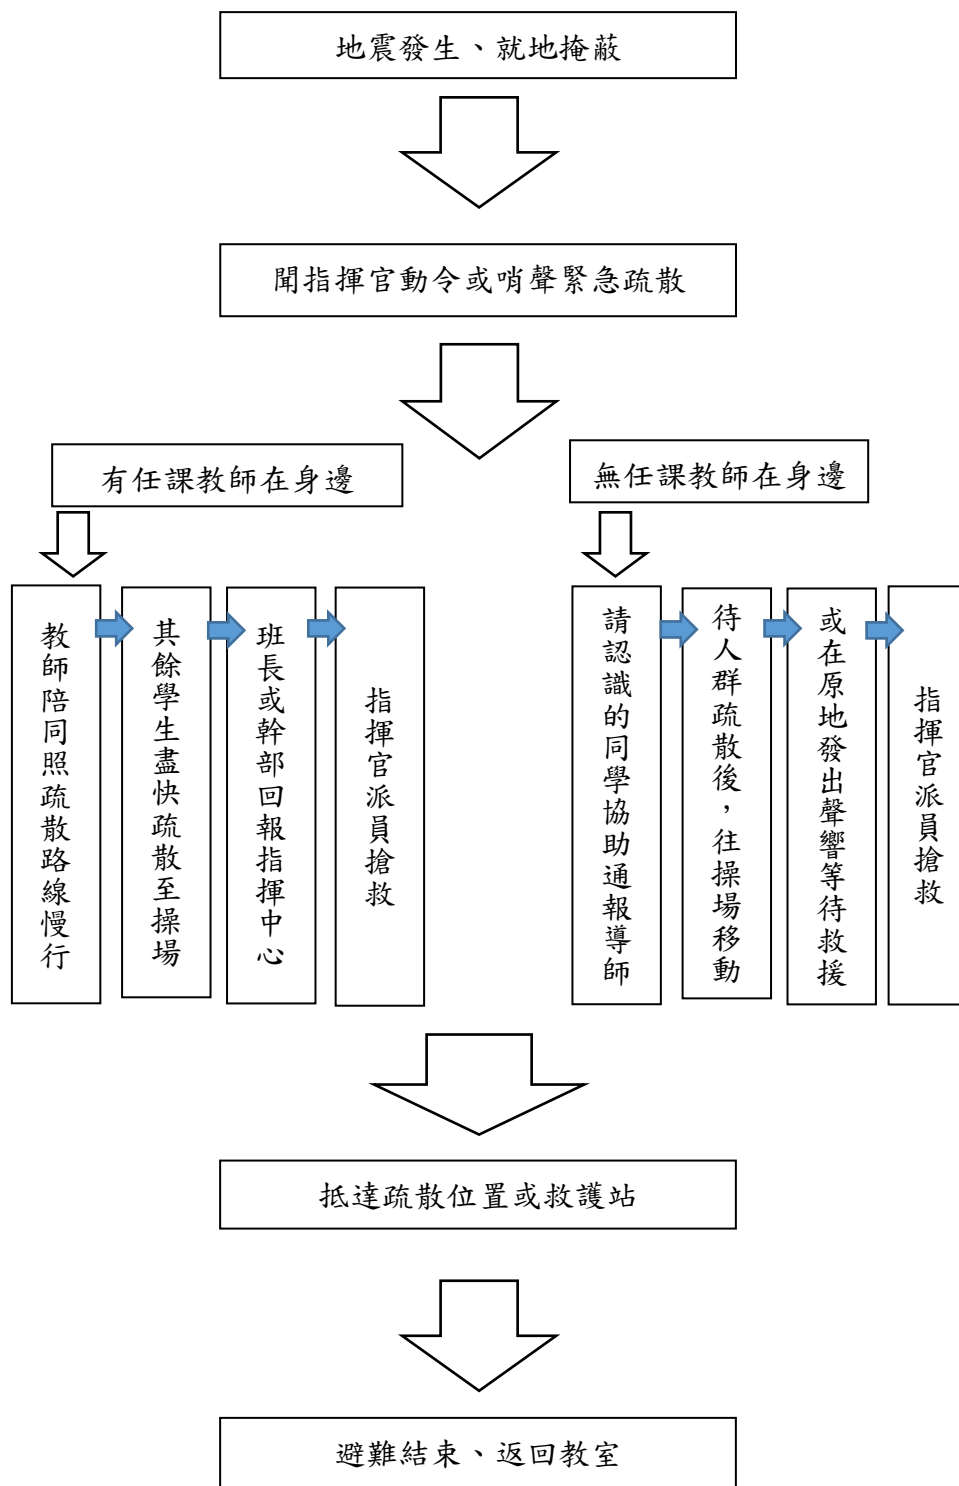 地震發生、就地掩蔽
聞指揮官動令或哨聲緊急疏散
有任課教師在身邊
無任課教師在身邊
教師陪同照疏散路線慢行
其餘學生盡快疏散至操場
班長或幹部回報指揮中心
指揮官派員搶救
請認識的同學協助通報導師
待人群疏散後，往操場移動
或在原地發出聲響等待救援
指揮官派員搶救
抵達疏散位置或救護站
避難結束、返回教室